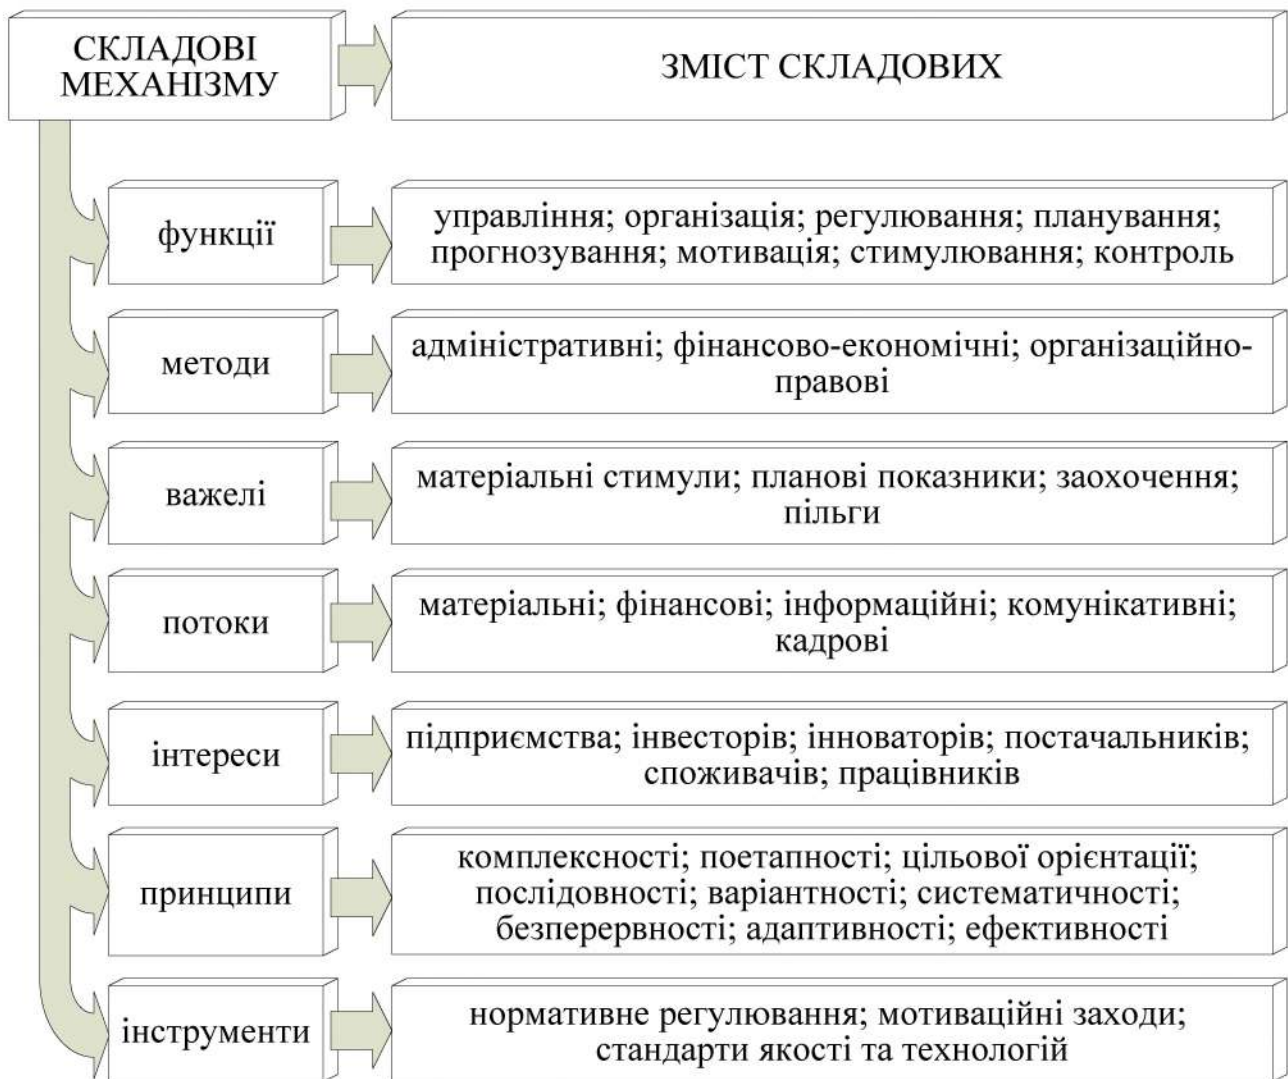 СКЛАДОВІ
МЕХАНІЗМУ
ЗМІСТ СКЛАДОВИХ
функції
управління; організація; регулювання; планування;
прогнозування; мотивація; стимулювання; контроль
методи
адміністративні; фінансово-економічні; організаційно-
правові
важелі
матеріальні стимули; планові показники; заохочення;
пільги
потоки
матеріальні; фінансові; інформаційні; комунікативні;
кадрові
інтереси
підприємства; інвесторів; інноваторів; постачальників;
споживачів; працівників
принципи
комплексності; поетапності; цільової орієнтації;
послідовності; варіантності; систематичності;
безперервності; адаптивності; ефективності
інструменти
нормативне регулювання; мотиваційні заходи;
стандарти якості та технологій